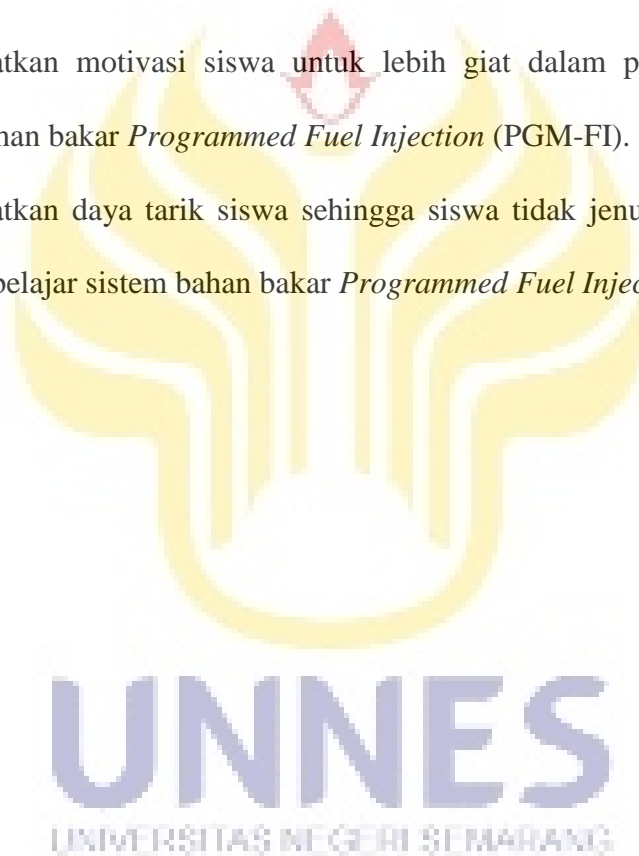 atkan motivasi siswa untuk lebih giat dalam p
han bakar Programmed Fuel Injection (PGM-FI).
atkan daya tarik siswa sehingga siswa tidak jenu
belajar sistem bahan bakar Programmed Fuel Injec
UNNES
UNIVERSITAS NEGERI SEMARANG